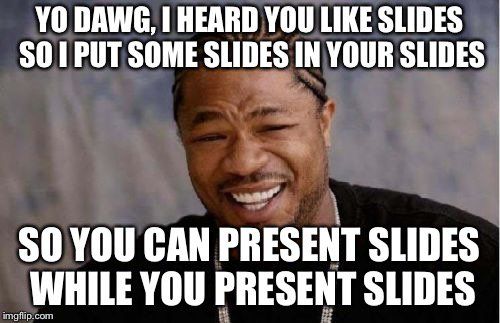 YO DAWG, I HEARD YOU LIKE SLIDES
SO I PUT SOME SLIDES IN YOUR SLIDES
SO YOU CAN PRESENT SLIDES
WHILE YOU PRESENT SLIDES
imgflip.com